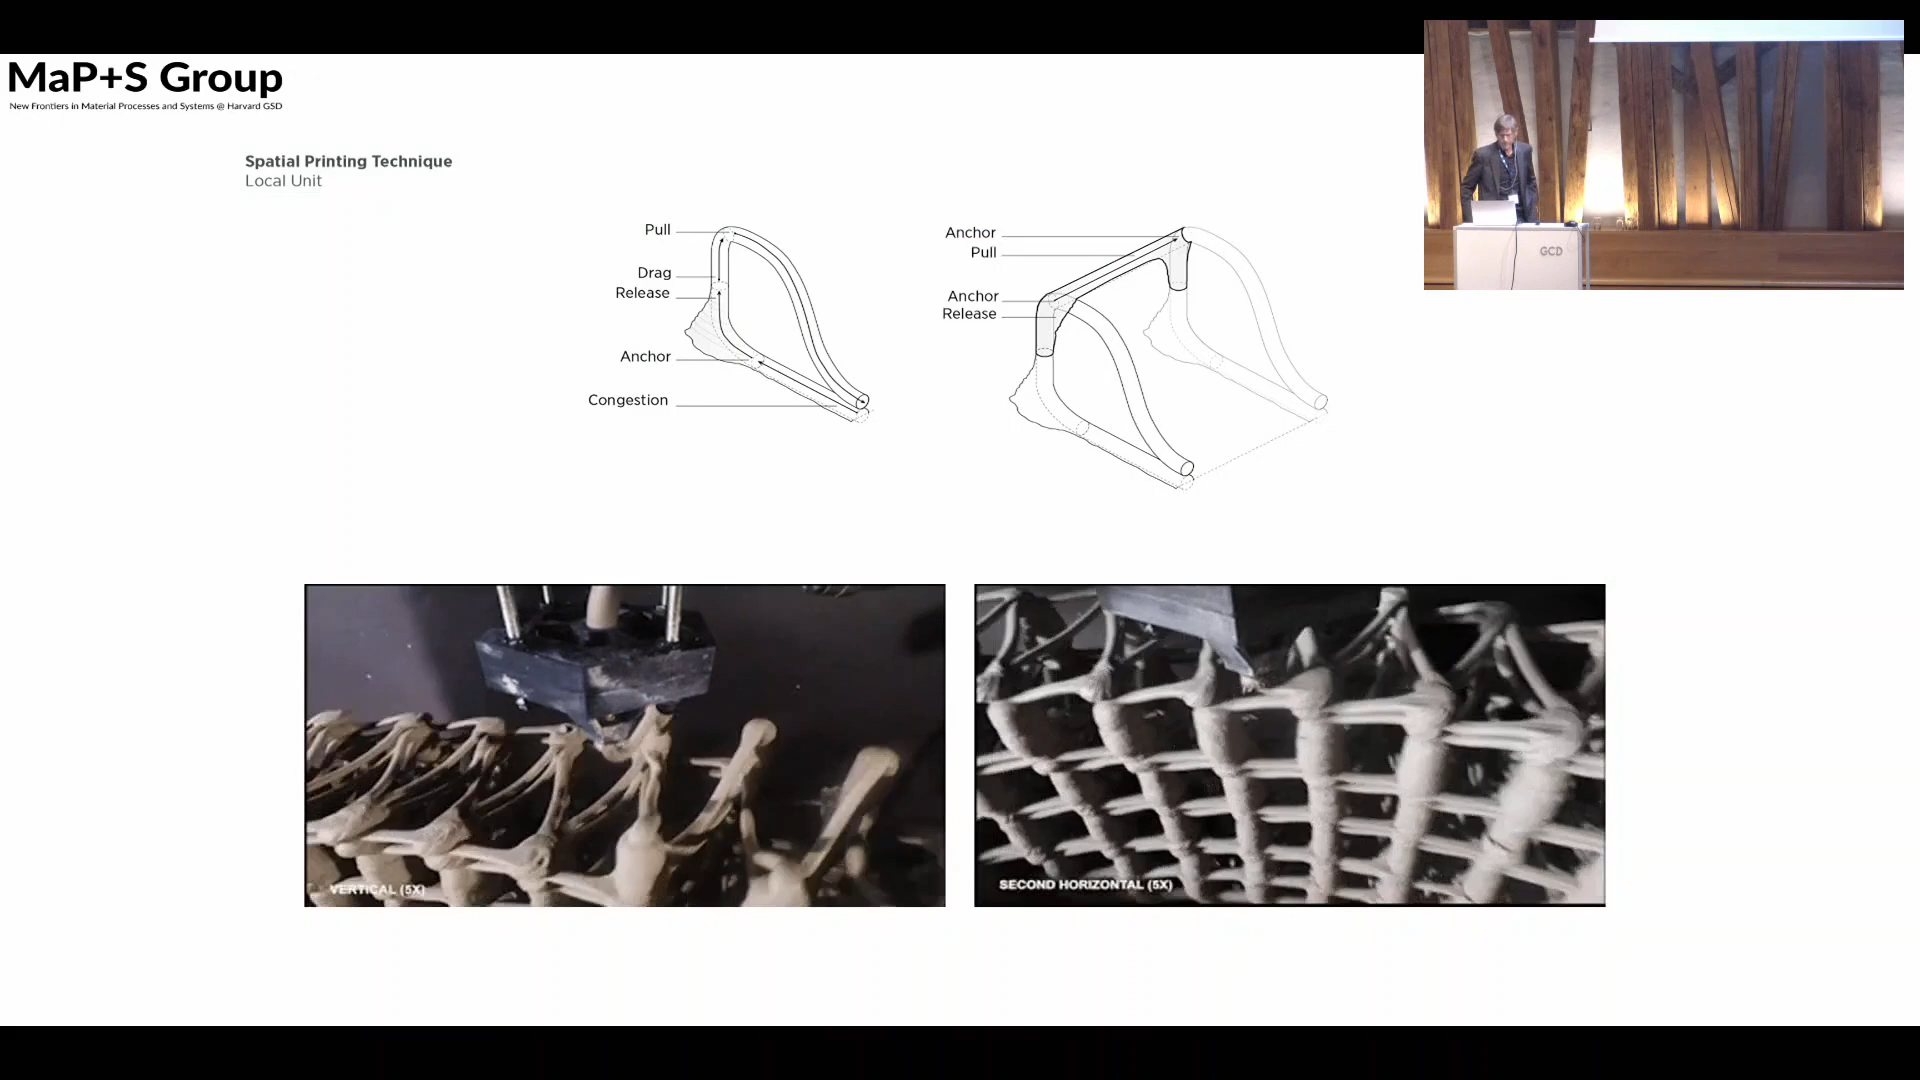 MaP+S Group
New Frontiers in Material Processes and Systems @ Harvard GSD
Spatial Printing Technique
Local Unit
Pull
Drag
Release
Anchor
Congestion
Anchor
Pull
Anchor
Release
VERTICAL (5X)
SECOND HORIZONTAL (5X)
GCD